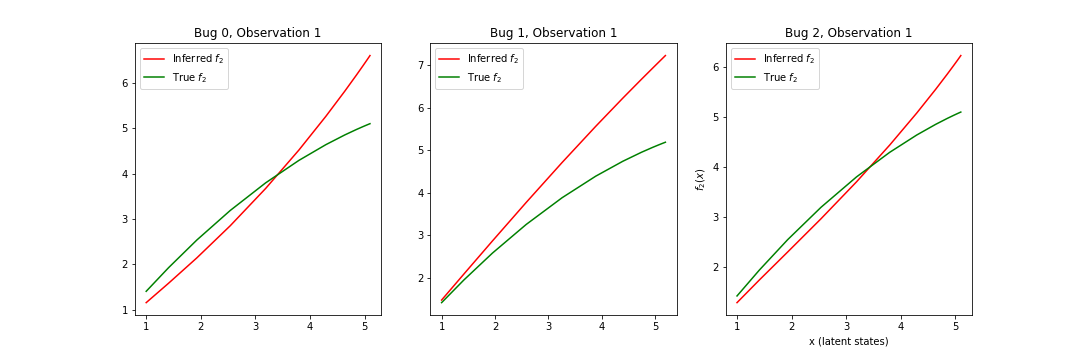 Bug 0, Observation 1
Inferred f₂
True f₂
6
5
4
3
2
1
1 2 3 4 5
Bug 1, Observation 1
Inferred f₂
True f₂
7
6
5
4
3
2
1 2 3 4 5
Bug 2, Observation 1
Inferred f₂
True f₂
f₂(x)
6
5
4
3
2
1 2 3 4 5
x (latent states)